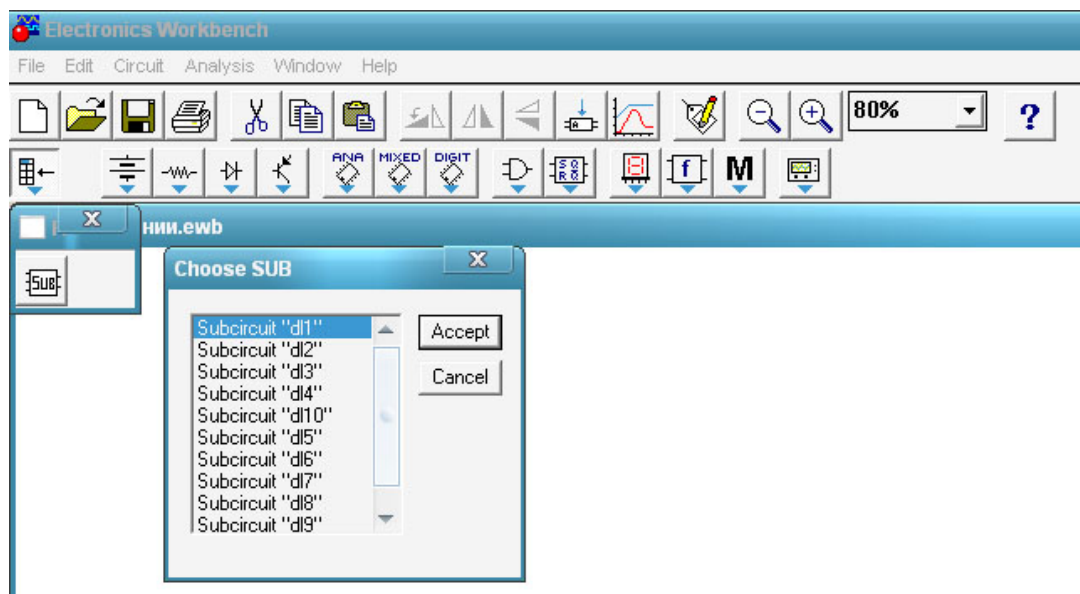 Electronics Workbench
File Edit Circuit Analysis Window Help
80%
?
ANA MIXED DIGIT
f M
нии.ewb
SUB
Choose SUB
Subcircuit "dl1"
Subcircuit "dl2"
Subcircuit "dl3"
Subcircuit "dl4"
Subcircuit "dl10"
Subcircuit "dl5"
Subcircuit "dl6"
Subcircuit "dl7"
Subcircuit "dl8"
Subcircuit "dl9"
Accept
Cancel